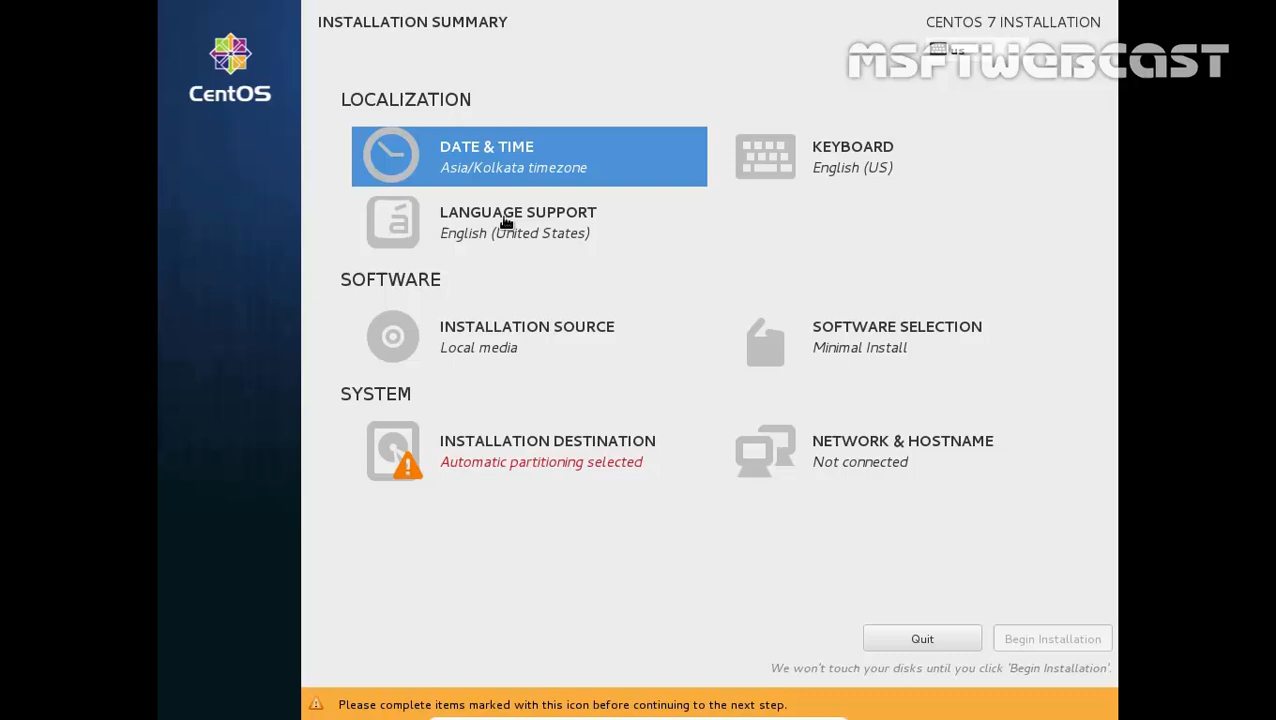 INSTALLATION SUMMARY
CENTOS 7 INSTALLATION
us
MSFTWEBCAST
CentOS
LOCALIZATION
DATE & TIME
Asia/Kolkata timezone
KEYBOARD
English (US)
LANGUAGE SUPPORT
English (United States)
SOFTWARE
INSTALLATION SOURCE
Local media
SOFTWARE SELECTION
Minimal Install
SYSTEM
INSTALLATION DESTINATION
Automatic partitioning selected
NETWORK & HOSTNAME
Not connected
Quit
Begin Installation
We won't touch your disks until you click 'Begin Installation'.
Please complete items marked with this icon before continuing to the next step.